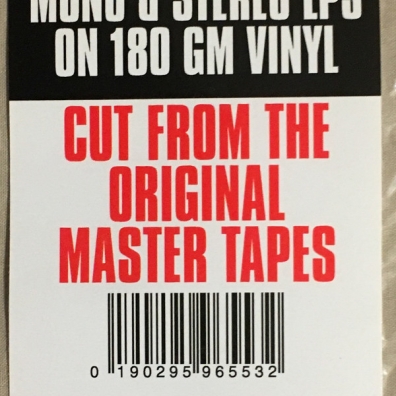 MONO & STEREO LPS
ON 180 GM VINYL
CUT FROM THE
ORIGINAL
MASTER TAPES
0 190295 965532